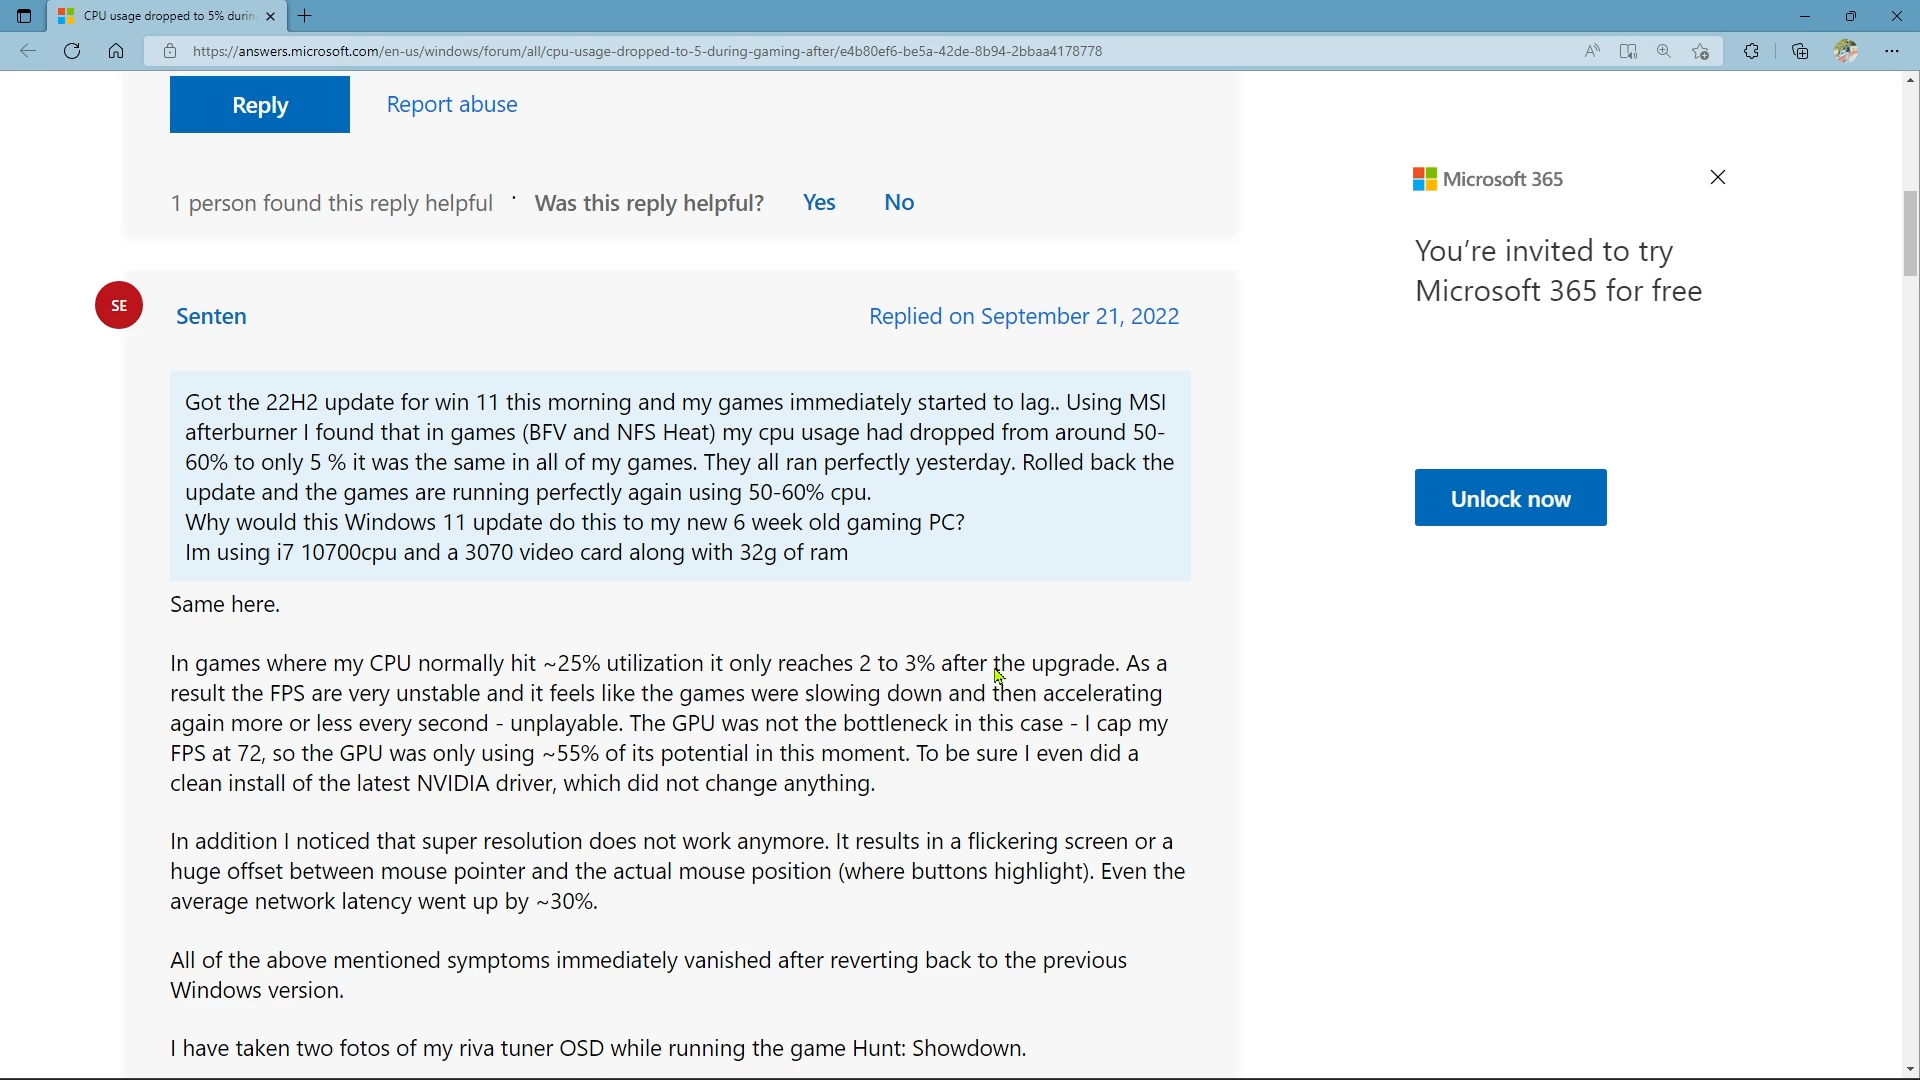 CPU usage dropped to 5% durin
https://answers.microsoft.com/en-us/windows/forum/all/cpu-usage-dropped-to-5-during-gaming-after/e4b80ef6-be5a-42de-8b94-2bbaa4178778
Reply
Report abuse
1 person found this reply helpful · Was this reply helpful? Yes No
SE
Senten
Replied on September 21, 2022
Got the 22H2 update for win 11 this morning and my games immediately started to lag.. Using MSI
afterburner I found that in games (BFV and NFS Heat) my cpu usage had dropped from around 50-
60% to only 5 % it was the same in all of my games. They all ran perfectly yesterday. Rolled back the
update and the games are running perfectly again using 50-60% cpu.
Why would this Windows 11 update do this to my new 6 week old gaming PC?
Im using i7 10700cpu and a 3070 video card along with 32g of ram
Same here.
In games where my CPU normally hit ~25% utilization it only reaches 2 to 3% after the upgrade. As a
result the FPS are very unstable and it feels like the games were slowing down and then accelerating
again more or less every second - unplayable. The GPU was not the bottleneck in this case - I cap my
FPS at 72, so the GPU was only using ~55% of its potential in this moment. To be sure I even did a
clean install of the latest NVIDIA driver, which did not change anything.
In addition I noticed that super resolution does not work anymore. It results in a flickering screen or a
huge offset between mouse pointer and the actual mouse position (where buttons highlight). Even the
average network latency went up by ~30%.
All of the above mentioned symptoms immediately vanished after reverting back to the previous
Windows version.
I have taken two fotos of my riva tuner OSD while running the game Hunt: Showdown.
Microsoft 365
You're invited to try
Microsoft 365 for free
Unlock now